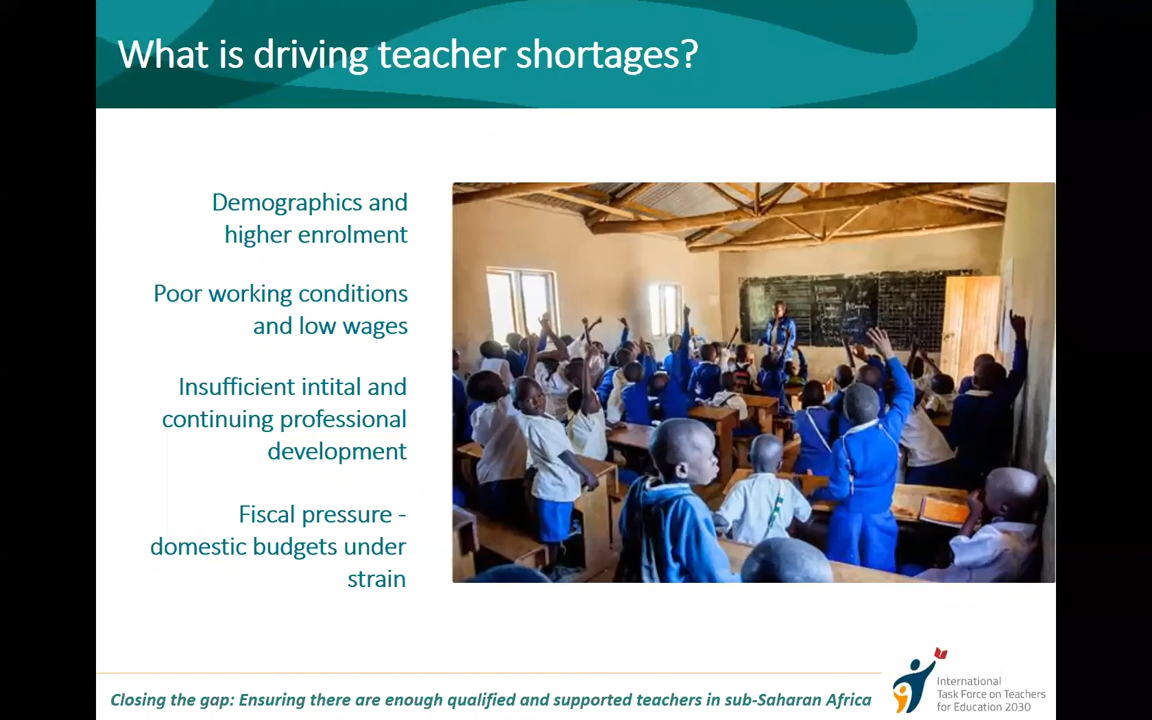 What is driving teacher shortages?
Demographics and
higher enrolment
Poor working conditions
and low wages
Insufficient intital and
continuing professional
development
Fiscal pressure -
domestic budgets under
strain
Closing the gap: Ensuring there are enough qualified and supported teachers in sub-Saharan Africa
International
Task Force on Teachers
for Education 2030